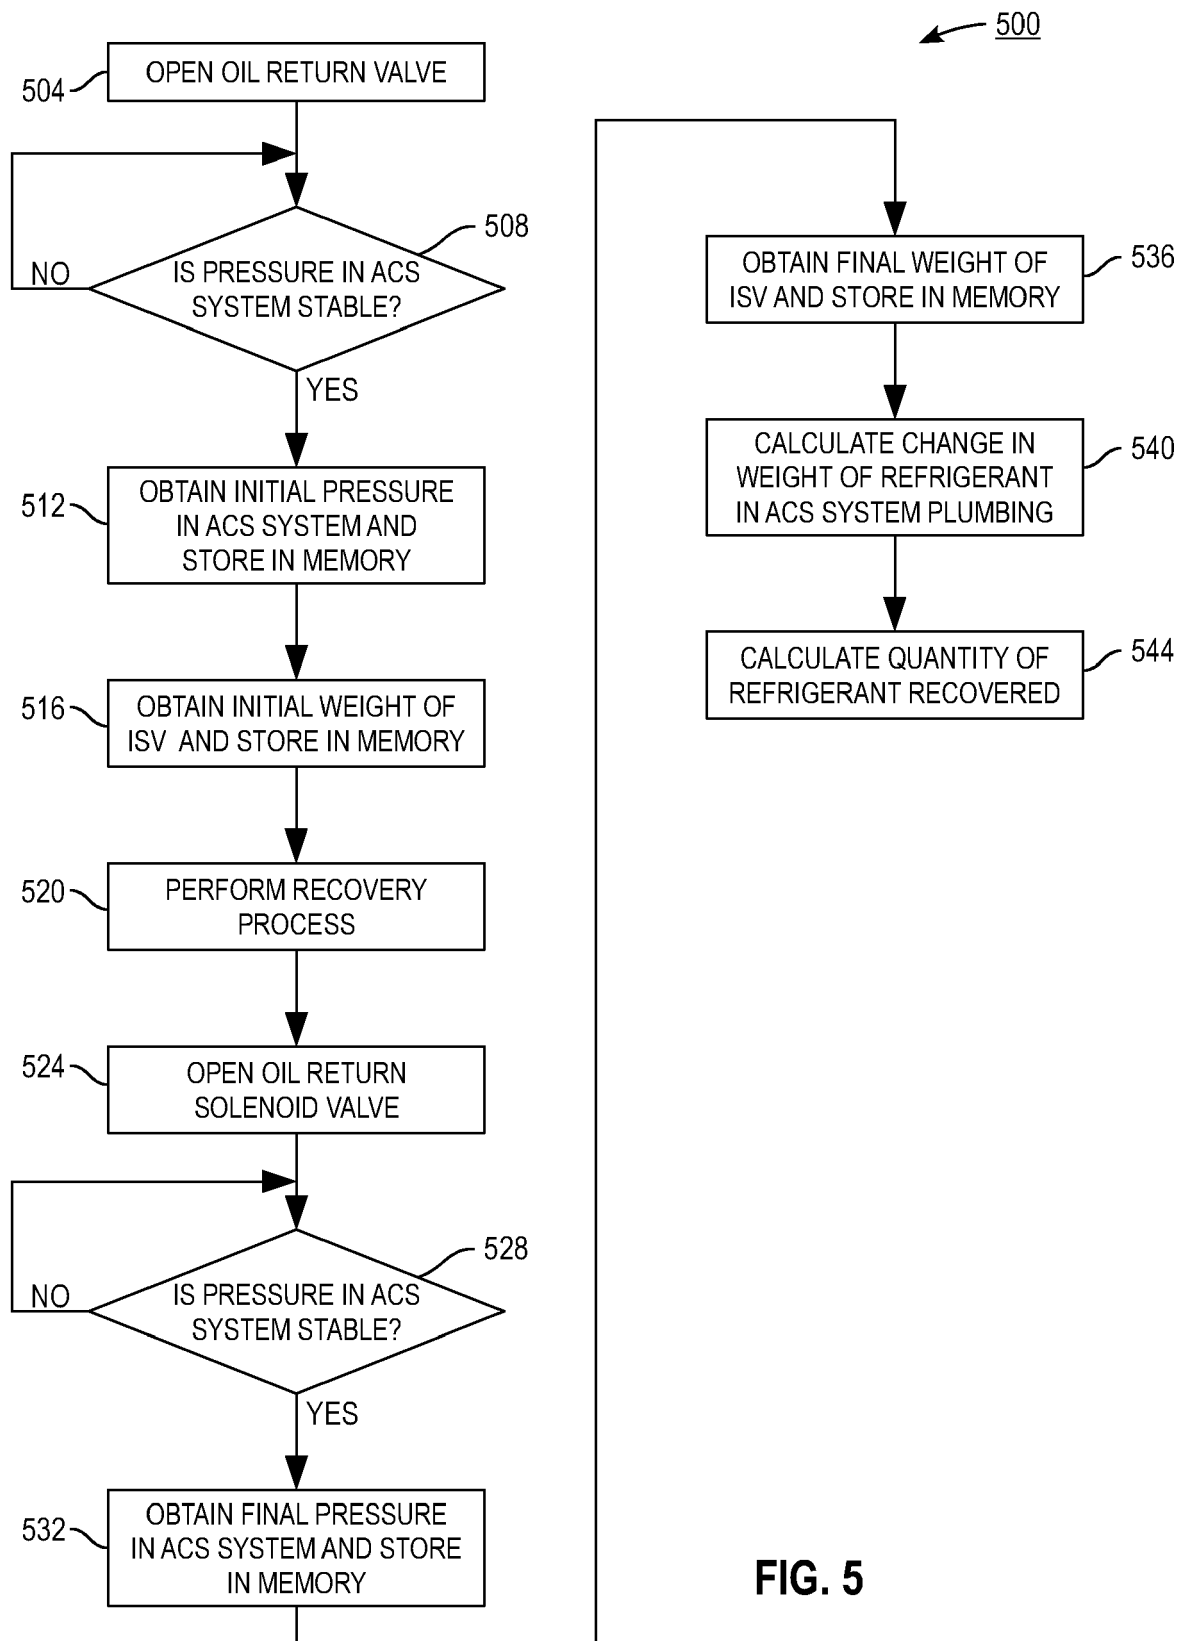 500
504
OPEN OIL RETURN VALVE
508
IS PRESSURE IN ACS
SYSTEM STABLE?
NO
YES
512
OBTAIN INITIAL PRESSURE
IN ACS SYSTEM AND
STORE IN MEMORY
516
OBTAIN INITIAL WEIGHT OF
ISV AND STORE IN MEMORY
520
PERFORM RECOVERY
PROCESS
524
OPEN OIL RETURN
SOLENOID VALVE
528
IS PRESSURE IN ACS
SYSTEM STABLE?
NO
YES
532
OBTAIN FINAL PRESSURE
IN ACS SYSTEM AND STORE
IN MEMORY
536
OBTAIN FINAL WEIGHT OF
ISV AND STORE IN MEMORY
540
CALCULATE CHANGE IN
WEIGHT OF REFRIGERANT
IN ACS SYSTEM PLUMBING
544
CALCULATE QUANTITY OF
REFRIGERANT RECOVERED
FIG. 5